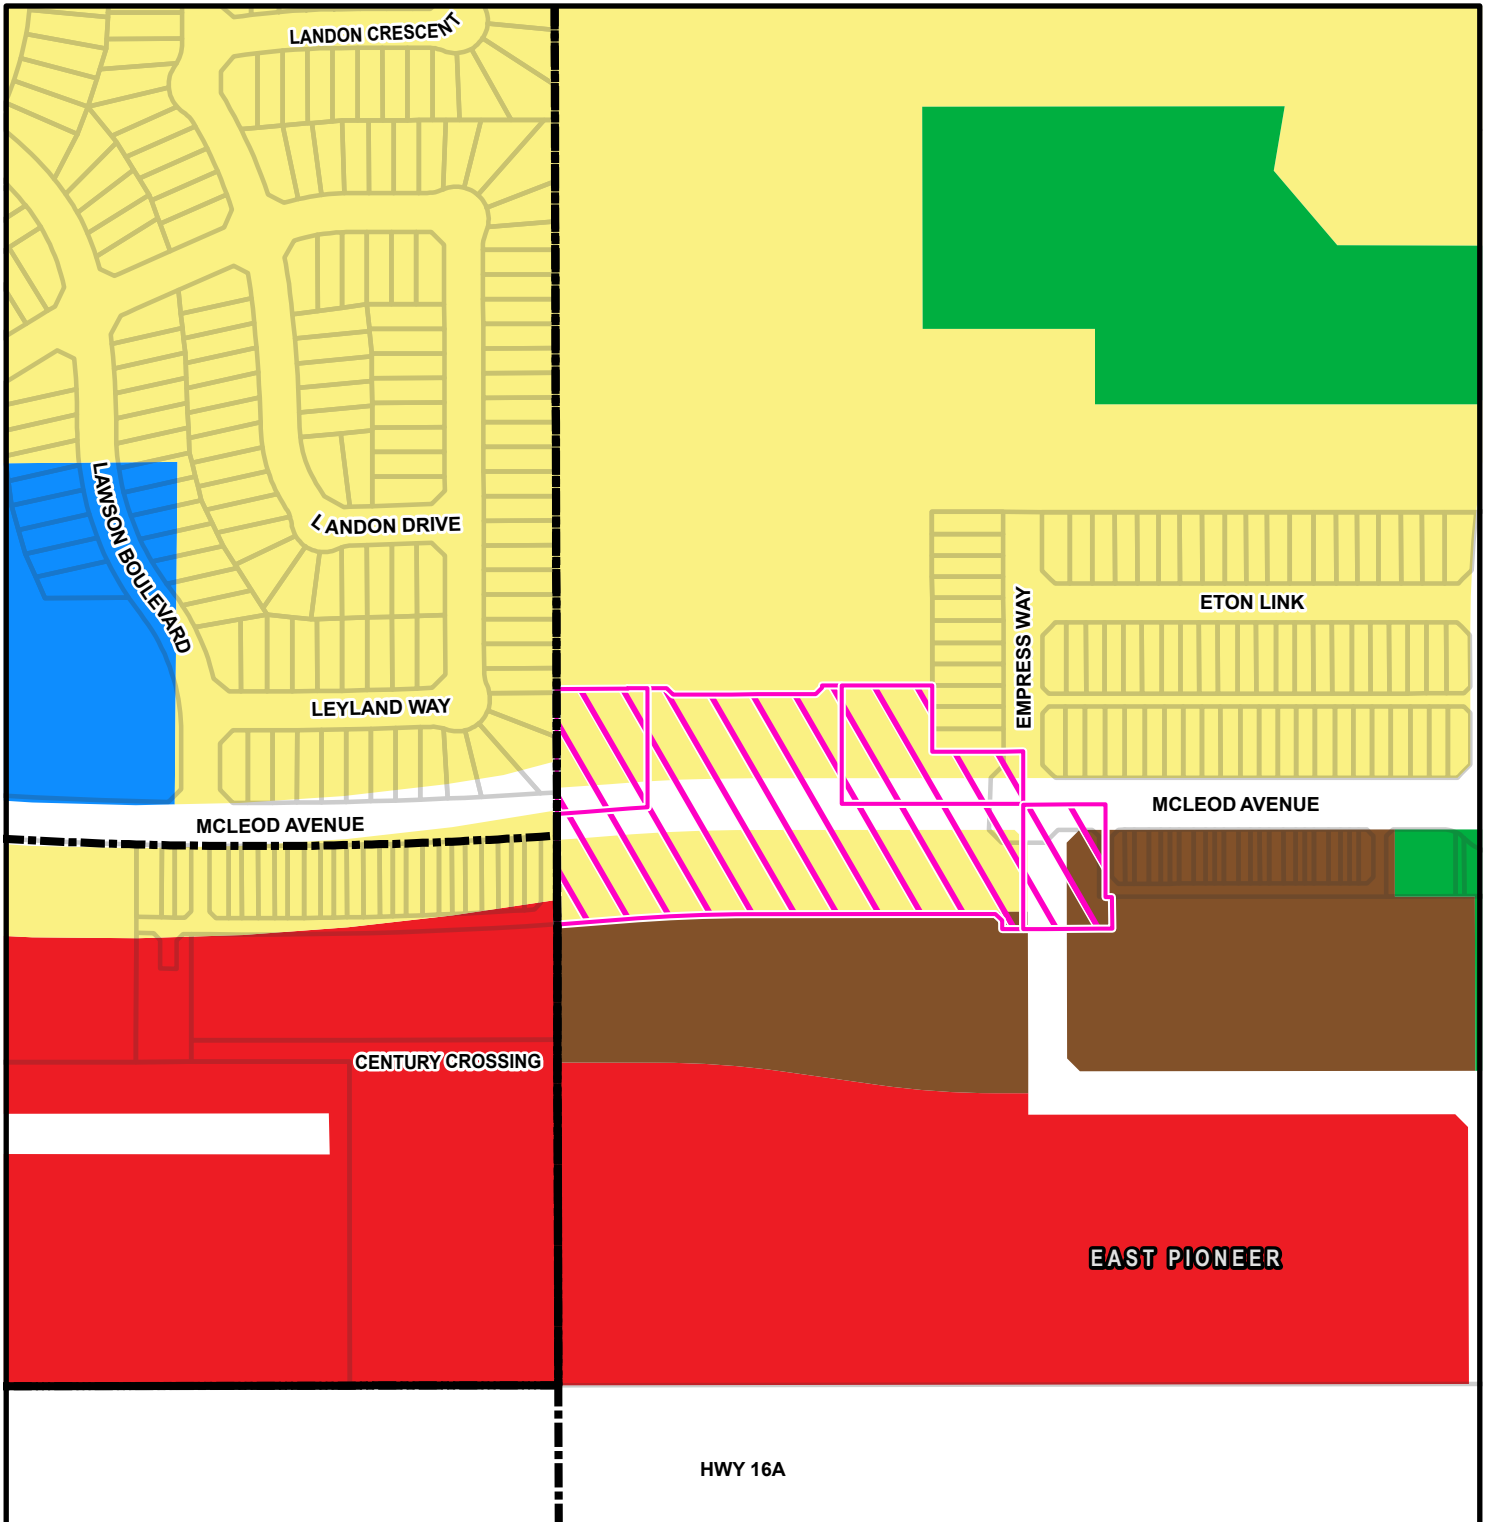 LANDON CRESCENT
LAWSON BOULEVARD
LANDON DRIVE
EMPRESS WAY
ETON LINK
LEYLAND WAY
MCLEOD AVENUE
MCLEOD AVENUE
CENTURY CROSSING
EAST PIONEER
HWY 16A